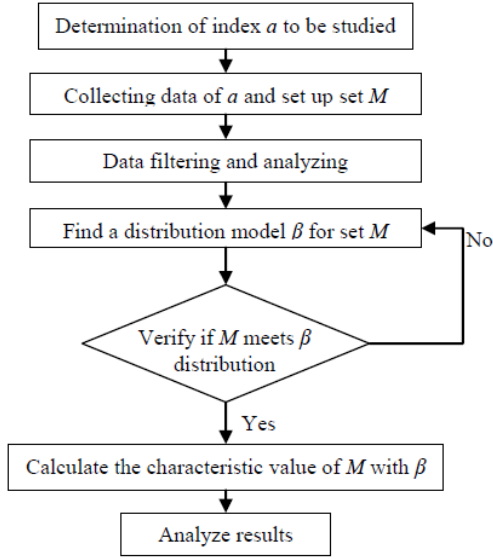 Determination of index a to be studied
Collecting data of a and set up set M
Data filtering and analyzing
Find a distribution model β for set M
No
Verify if M meets β
distribution
Yes
Calculate the characteristic value of M with β
Analyze results